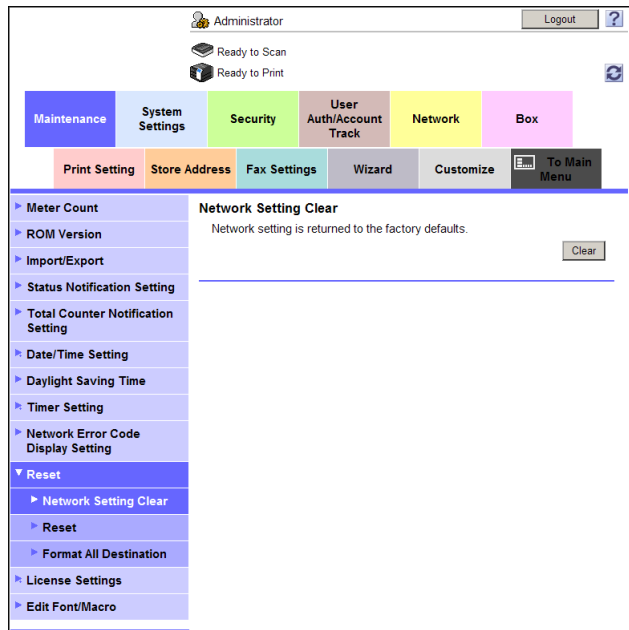 Administrator
Logout
?
Ready to Scan
Ready to Print
Maintenance
System
Settings
Security
User
Auth/Account
Track
Network
Box
Print Setting
Store Address
Fax Settings
Wizard
Customize
To Main
Menu
Meter Count
ROM Version
Import/Export
Status Notification Setting
Total Counter Notification
Setting
Date/Time Setting
Daylight Saving Time
Timer Setting
Network Error Code
Display Setting
Reset
Network Setting Clear
Reset
Format All Destination
License Settings
Edit Font/Macro
Network Setting Clear
Network setting is returned to the factory defaults.
Clear